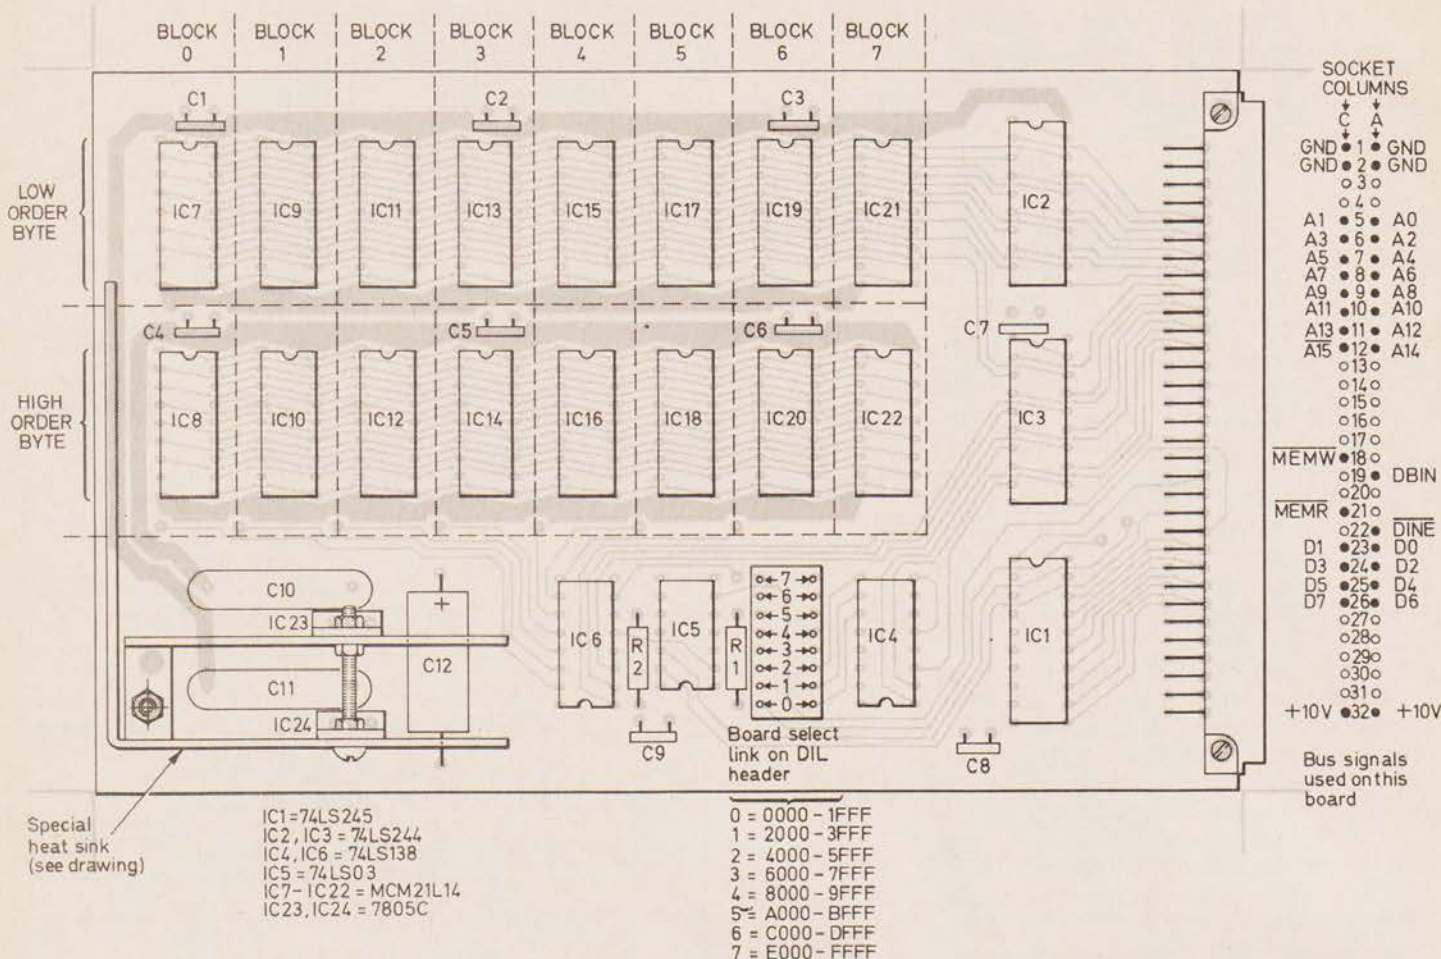 BLOCK 0
BLOCK 1
BLOCK 2
BLOCK 3
BLOCK 4
BLOCK 5
BLOCK 6
BLOCK 7
C1
C2
C3
LOW
ORDER
BYTE
IC7
IC9
IC11
IC13
IC15
IC17
IC19
IC21
IC2
C4
C5
C6
C7
HIGH
ORDER
BYTE
IC8
IC10
IC12
IC14
IC16
IC18
IC20
IC22
IC3
C10
IC23
C11
IC24
+
C12
IC6
R2
IC5
R1
7
6
5
4
3
2
1
0
IC4
IC1
C9
C8
Board select
link on DIL
header
0 = 0000 - 1FFF
1 = 2000 - 3FFF
2 = 4000 - 5FFF
3 = 6000 - 7FFF
4 = 8000 - 9FFF
5 = A000 - BFFF
6 = C000 - DFFF
7 = E000 - FFFF
Special
heat sink
(see drawing)
IC1=74LS245
IC2, IC3 = 74LS244
IC4, IC6 = 74LS138
IC5 = 74LS03
IC7-IC22 = MCM21L14
IC23, IC24 = 7805C
SOCKET
COLUMNS
C A
GND 1 GND
GND 2 GND
3
4
A1 5 A0
A3 6 A2
A5 7 A4
A7 8 A6
A9 9 A8
A11 10 A10
A13 11 A12
A15 12 A14
13
14
15
16
17
MEMW 18
19 DBIN
20
MEMR 21
22 DINE
D1 23 D0
D3 24 D2
D5 25 D4
D7 26 D6
27
28
29
30
31
+10V 32 +10V
Bus signals
used on this
board